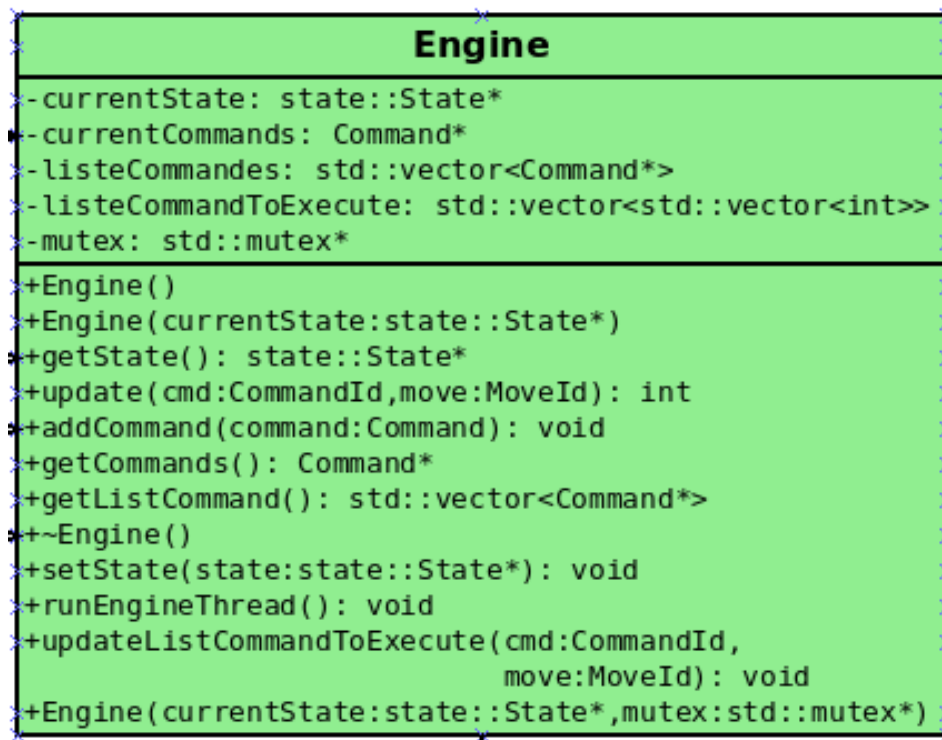 Engine
-currentState: state::State*
-currentCommands: Command*
-listeCommandes: std::vector<Command*>
-listeCommandToExecute: std::vector<std::vector<int>>
-mutex: std::mutex*
+Engine()
+Engine(currentState:state::State*)
+getState(): state::State*
+update(cmd:CommandId,move:MoveId): int
+addCommand(command:Command): void
+getCommands(): Command*
+getListCommand(): std::vector<Command*>
+~Engine()
+setState(state:state::State*): void
+runEngineThread(): void
+updateListCommandToExecute(cmd:CommandId,
move:MoveId): void
+Engine(currentState:state::State*,mutex:std::mutex*)